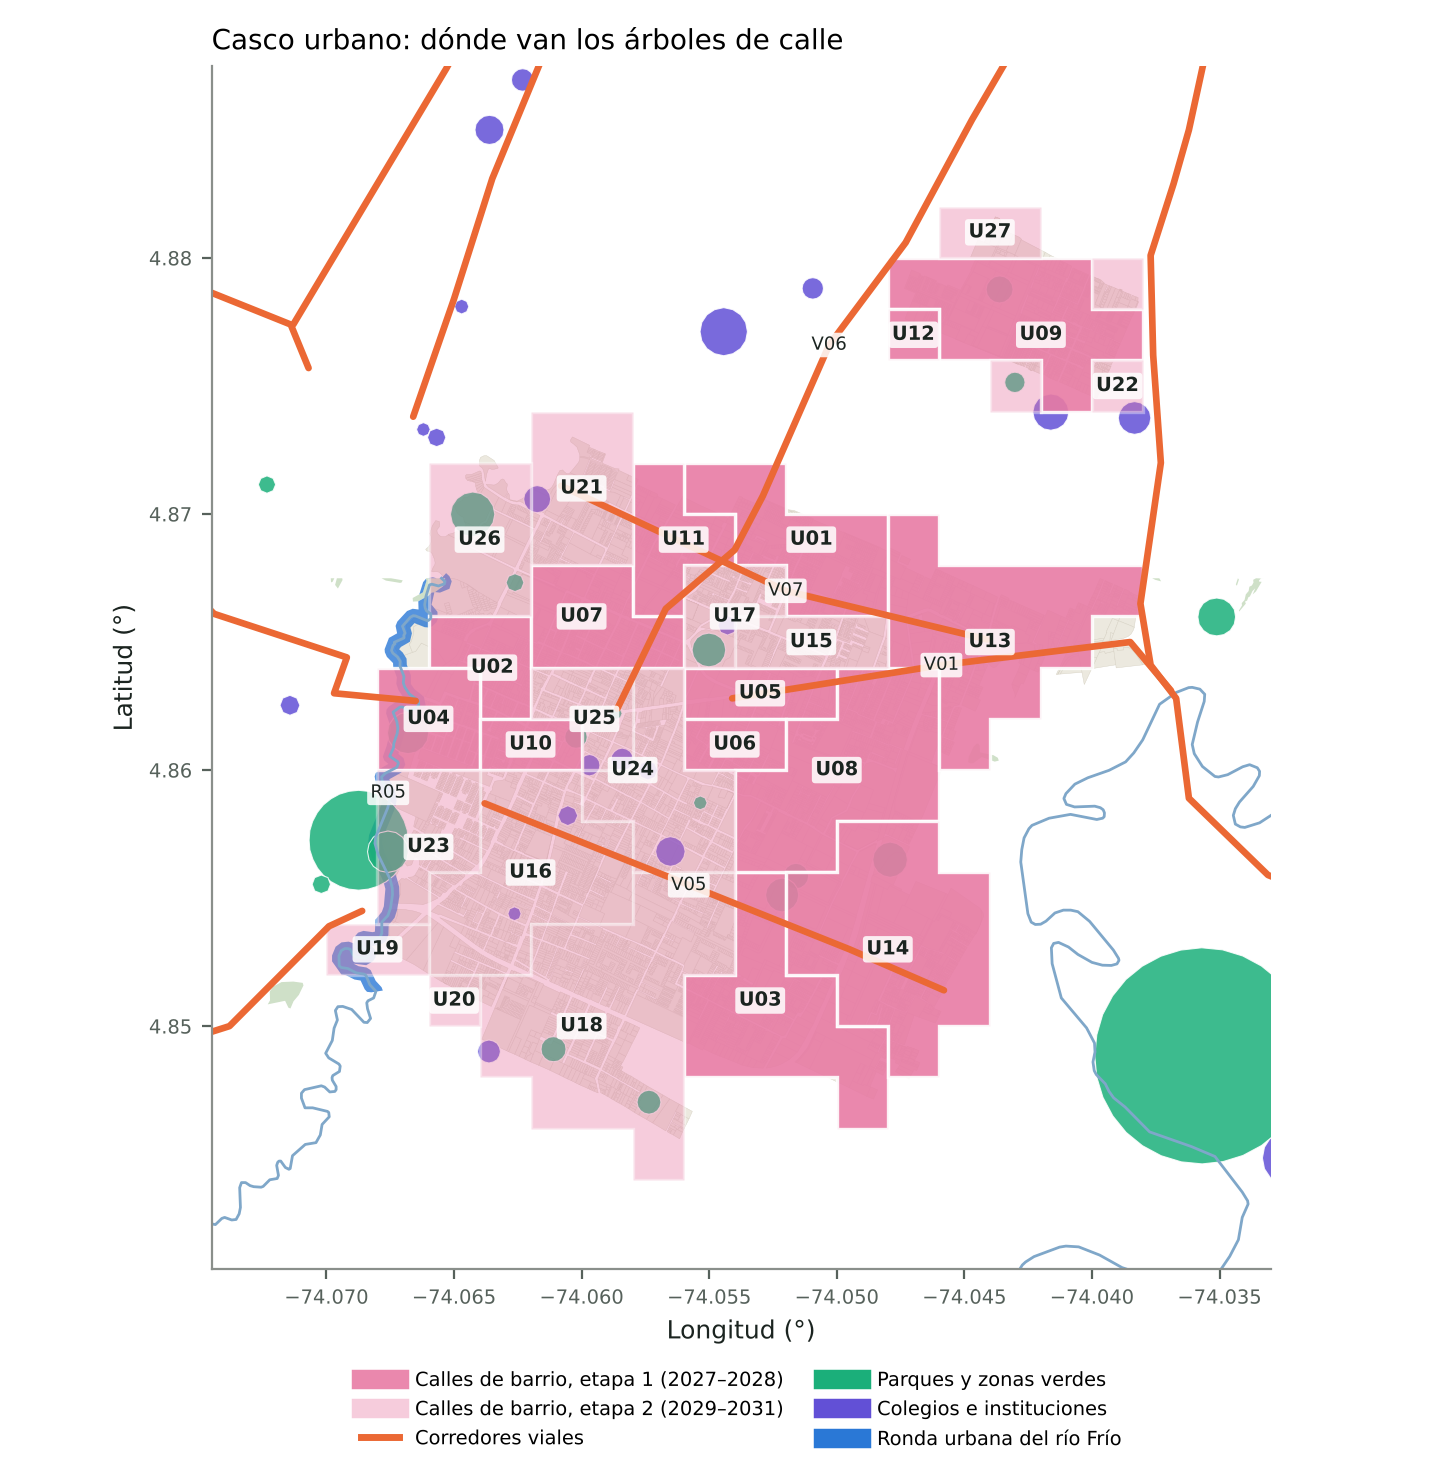 Casco urbano: dónde van los árboles de calle
U27
4.88
U12
U09
V06
U22
U21
4.87
U26
U11
U01
V07
U07
U17
U15
U13
U02
V01
U05
U04
U25
U10
U06
4.86
U24
U08
R05
U23
U16
V05
U19
U14
U20
U03
4.85
U18
Latitud (°)
−74.070
−74.065
−74.060
−74.055
−74.050
−74.045
−74.040
−74.035
Longitud (°)
Calles de barrio, etapa 1 (2027–2028)
Calles de barrio, etapa 2 (2029–2031)
Corredores viales
Parques y zonas verdes
Colegios e instituciones
Ronda urbana del río Frío